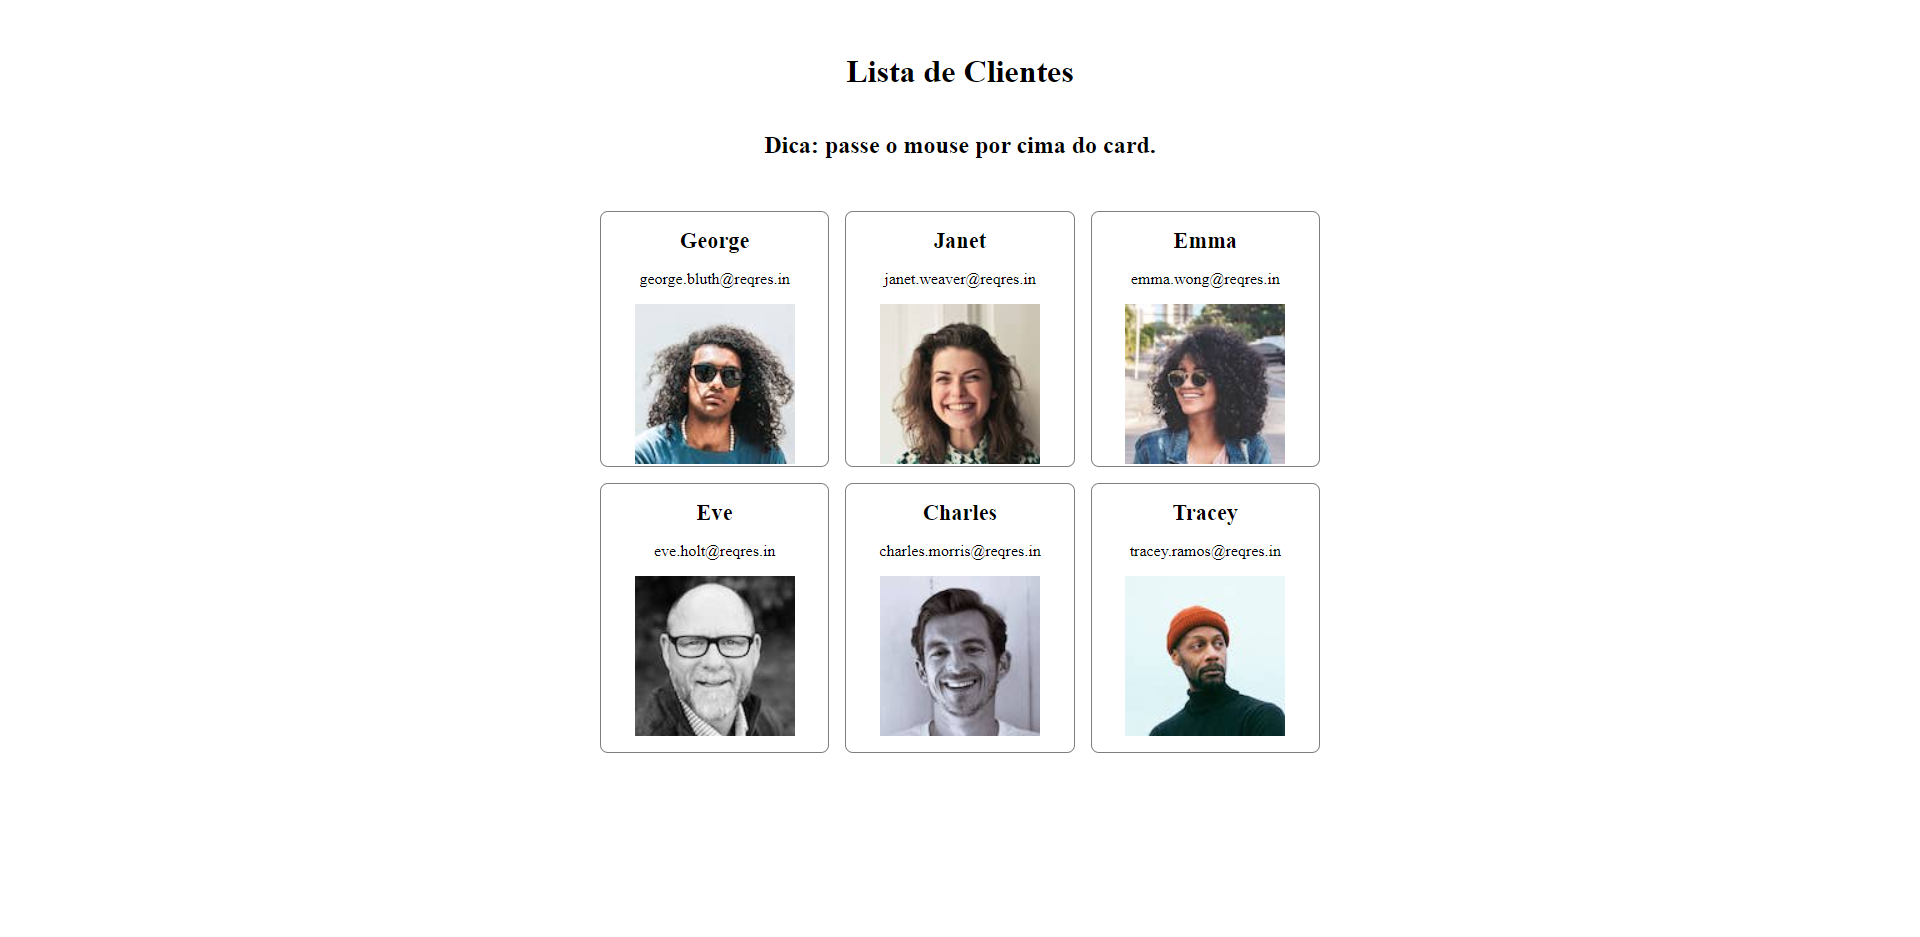 Lista de Clientes
Dica: passe o mouse por cima do card.
George
george.bluth@reqres.in
Janet
janet.weaver@reqres.in
Emma
emma.wong@reqres.in
Eve
eve.holt@reqres.in
Charles
charles.morris@reqres.in
Tracey
tracey.ramos@reqres.in